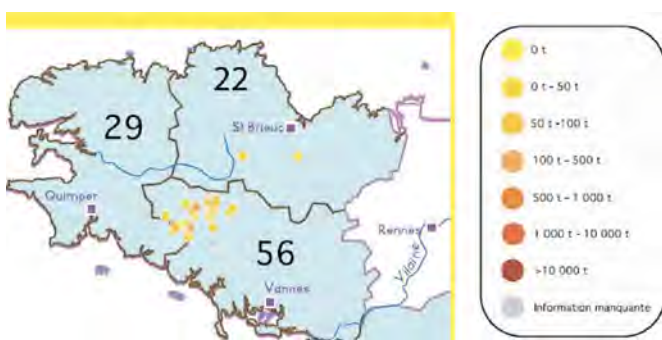 22
29
St Brieuc
Quimper
56
Rennes
Vilaine
Vannes
0 t
0 t - 50 t
50 t -100 t
100 t - 500 t
500 t - 1 000 t
1 000 t - 10 000 t
>10 000 t
Information manquante